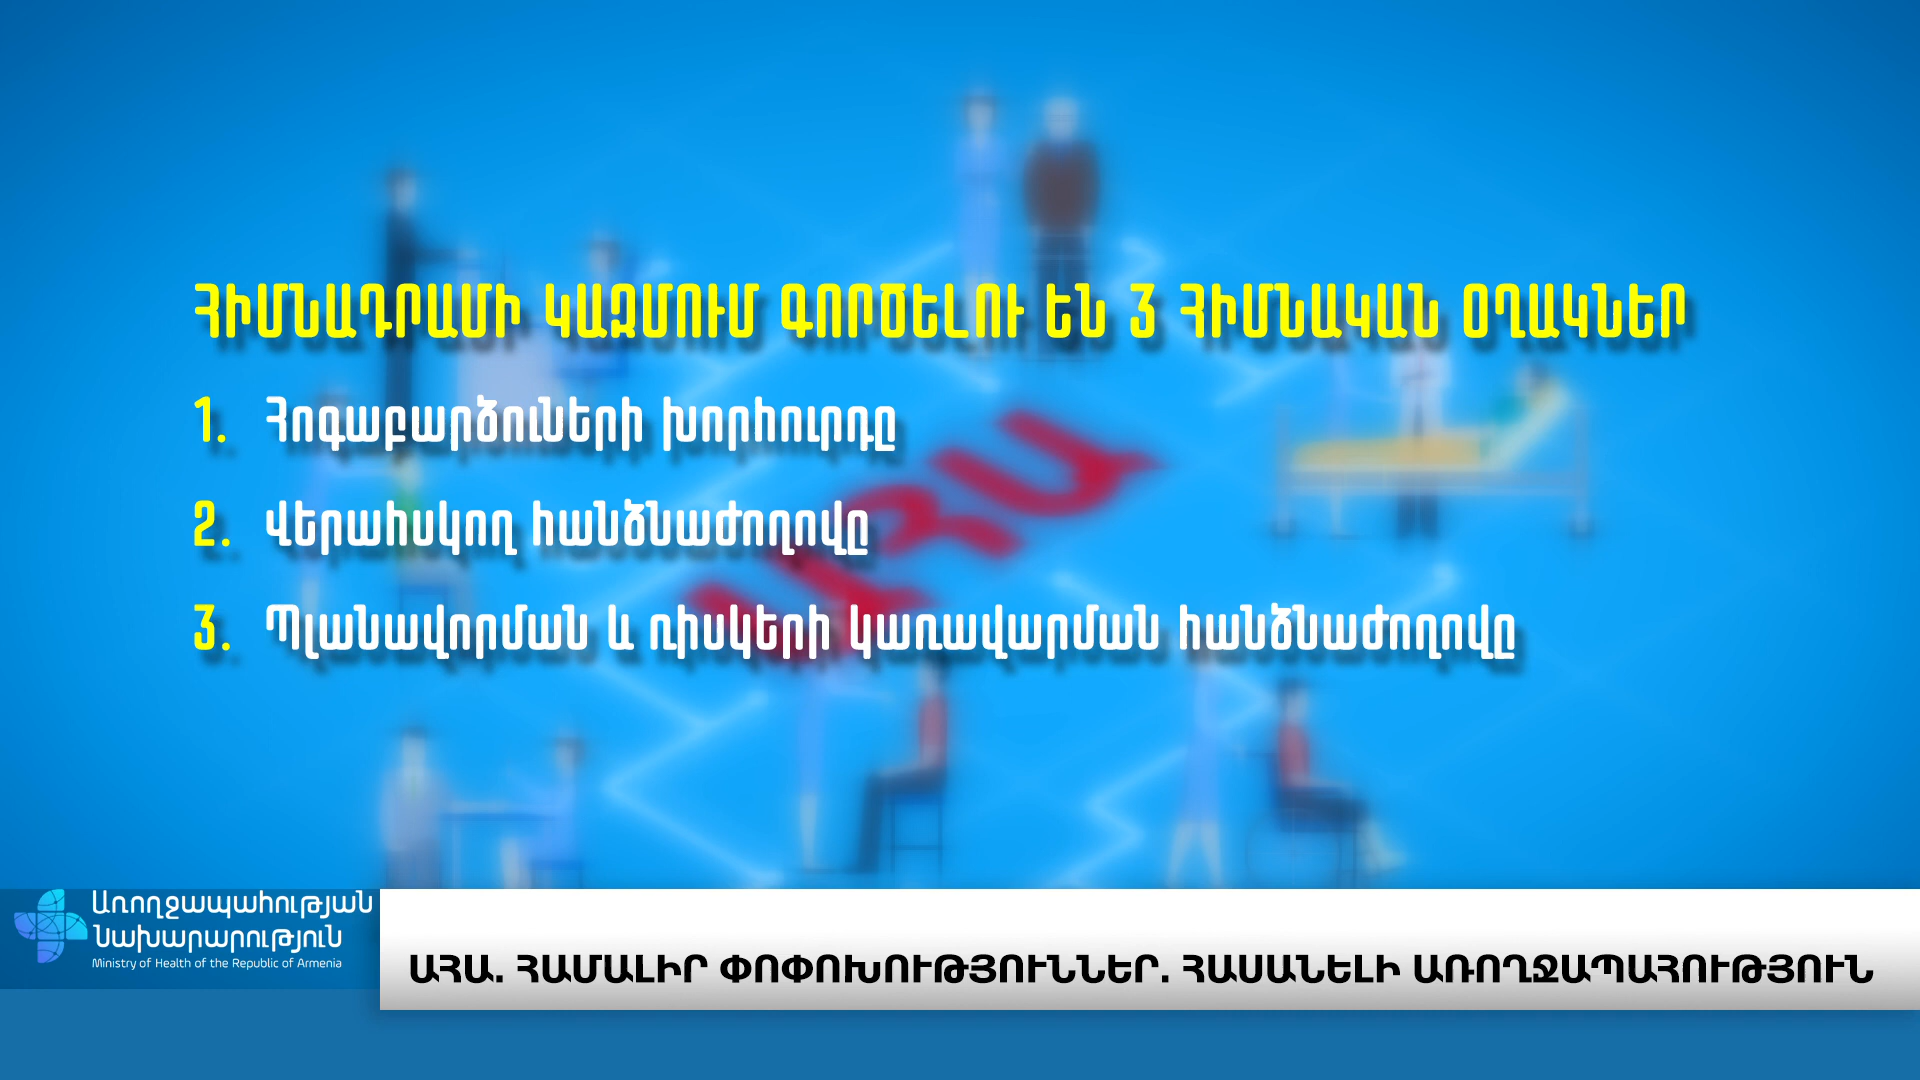 ՀԻՄՆԱԴՐԱՄԻ ԿԱԶՄՈՒՄ ԳՈՐԾԵԼՈՒ ԵՆ 3 ՀԻՄՆԱԿԱՆ ՕՂԱԿՆԵՐ
1. Հոգաբարձուների խորհուրդը
2. Վերահսկող հանձնաժողովը
3. Պլանավորման և ռիսկերի կառավարման հանձնաժողովը
ԱՀԱ
Առողջապահության
Նախարարություն
Ministry of Health of the Republic of Armenia
ԱՀԱ. ՀԱՄԱԼԻՐ ՓՈՓՈԽՈՒԹՅՈՒՆՆԵՐ. ՀԱՍԱՆԵԼԻ ԱՌՈՂՋԱՊԱՀՈՒԹՅՈՒՆ